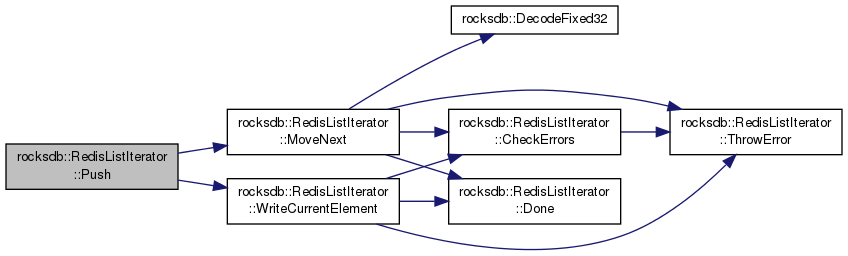 rocksdb::RedisListIterator
::Push
rocksdb::RedisListIterator
::MoveNext
rocksdb::RedisListIterator
::WriteCurrentElement
rocksdb::DecodeFixed32
rocksdb::RedisListIterator
::CheckErrors
rocksdb::RedisListIterator
::Done
rocksdb::RedisListIterator
::ThrowError